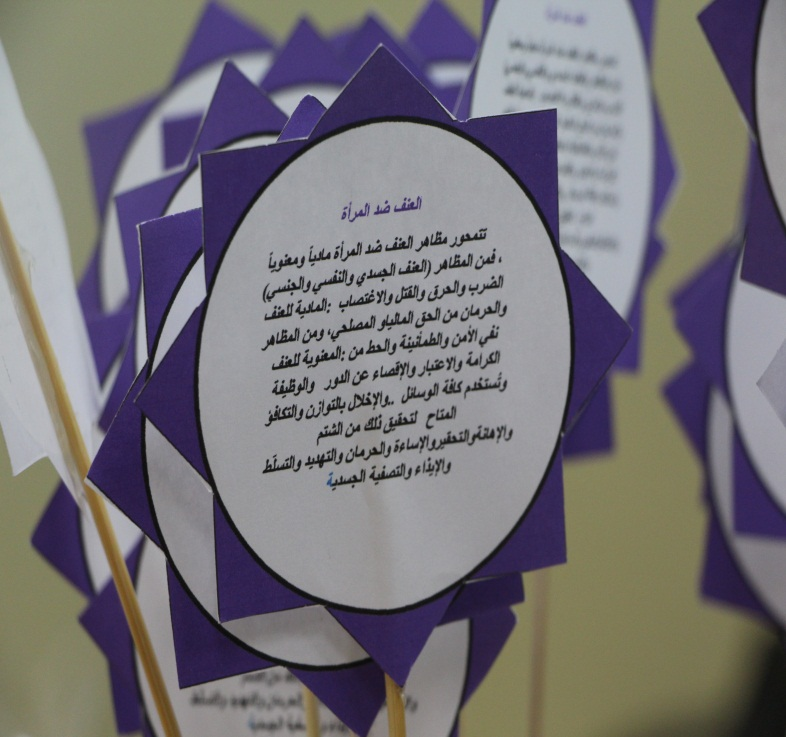 العنف ضد المرأة
تتمحور مظاهر العنف ضد المرأة مادياً ومعنوياً
، فمن المظاهر (العنف الجسدي والنفسي والجنسي)
الضرب والحرق والقتل والاغتصاب :المادية للعنف
والحرمان من الحق المالياو المصلحي، ومن المظاهر
نفي الأمن والطمأنينة والحط من :المعنوية للعنف
الكرامة والاعتبار والإقصاء عن الدور والوظيفة
وتُستخدم كافة الوسائل ..والإخلال بالتوازن والتكافؤ
المتاح لتحقيق ذلك من الشتم
والإهانةوالتحقيروالإساءة والحرمان والتهديد والتسلّط
والإيذاء والتصفية الجسدية